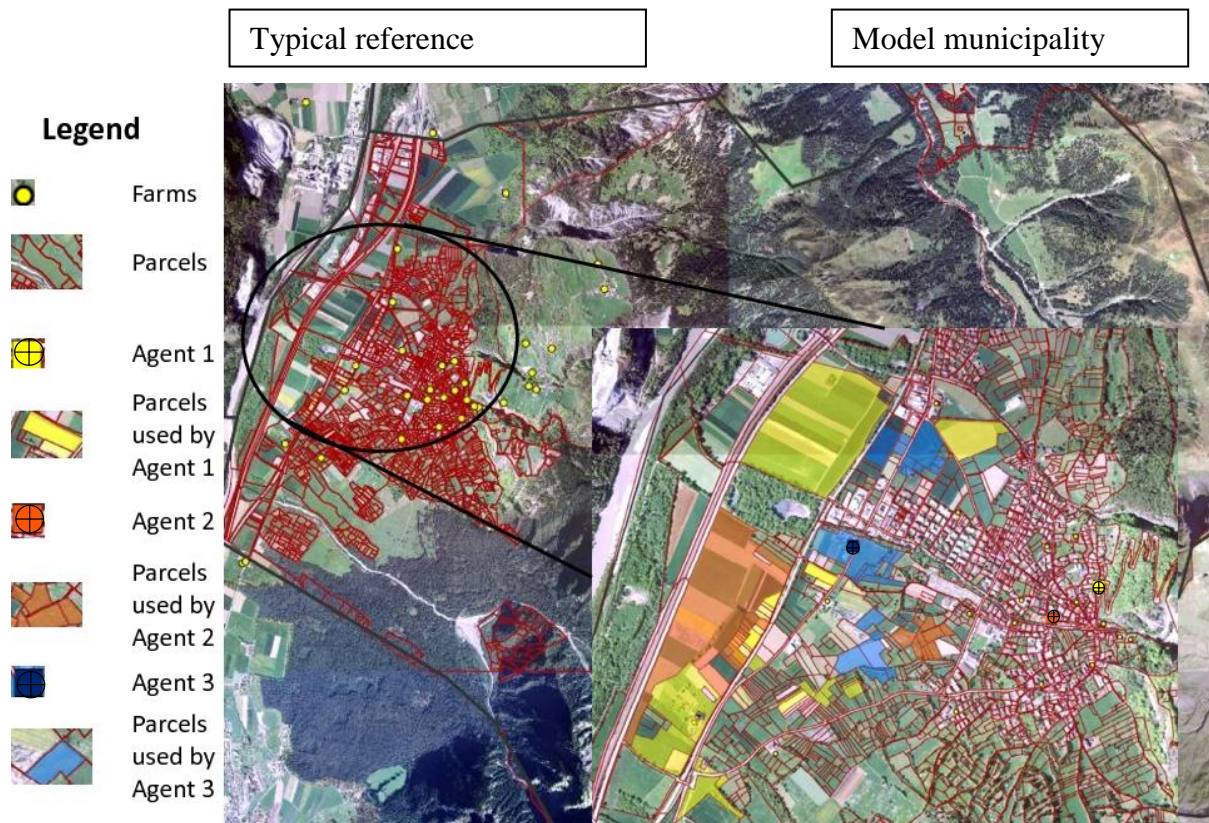 Typical reference
Model municipality
Legend
Farms
Parcels
Agent 1
Parcels
used by
Agent 1
Agent 2
Parcels
used by
Agent 2
Agent 3
Parcels
used by
Agent 3